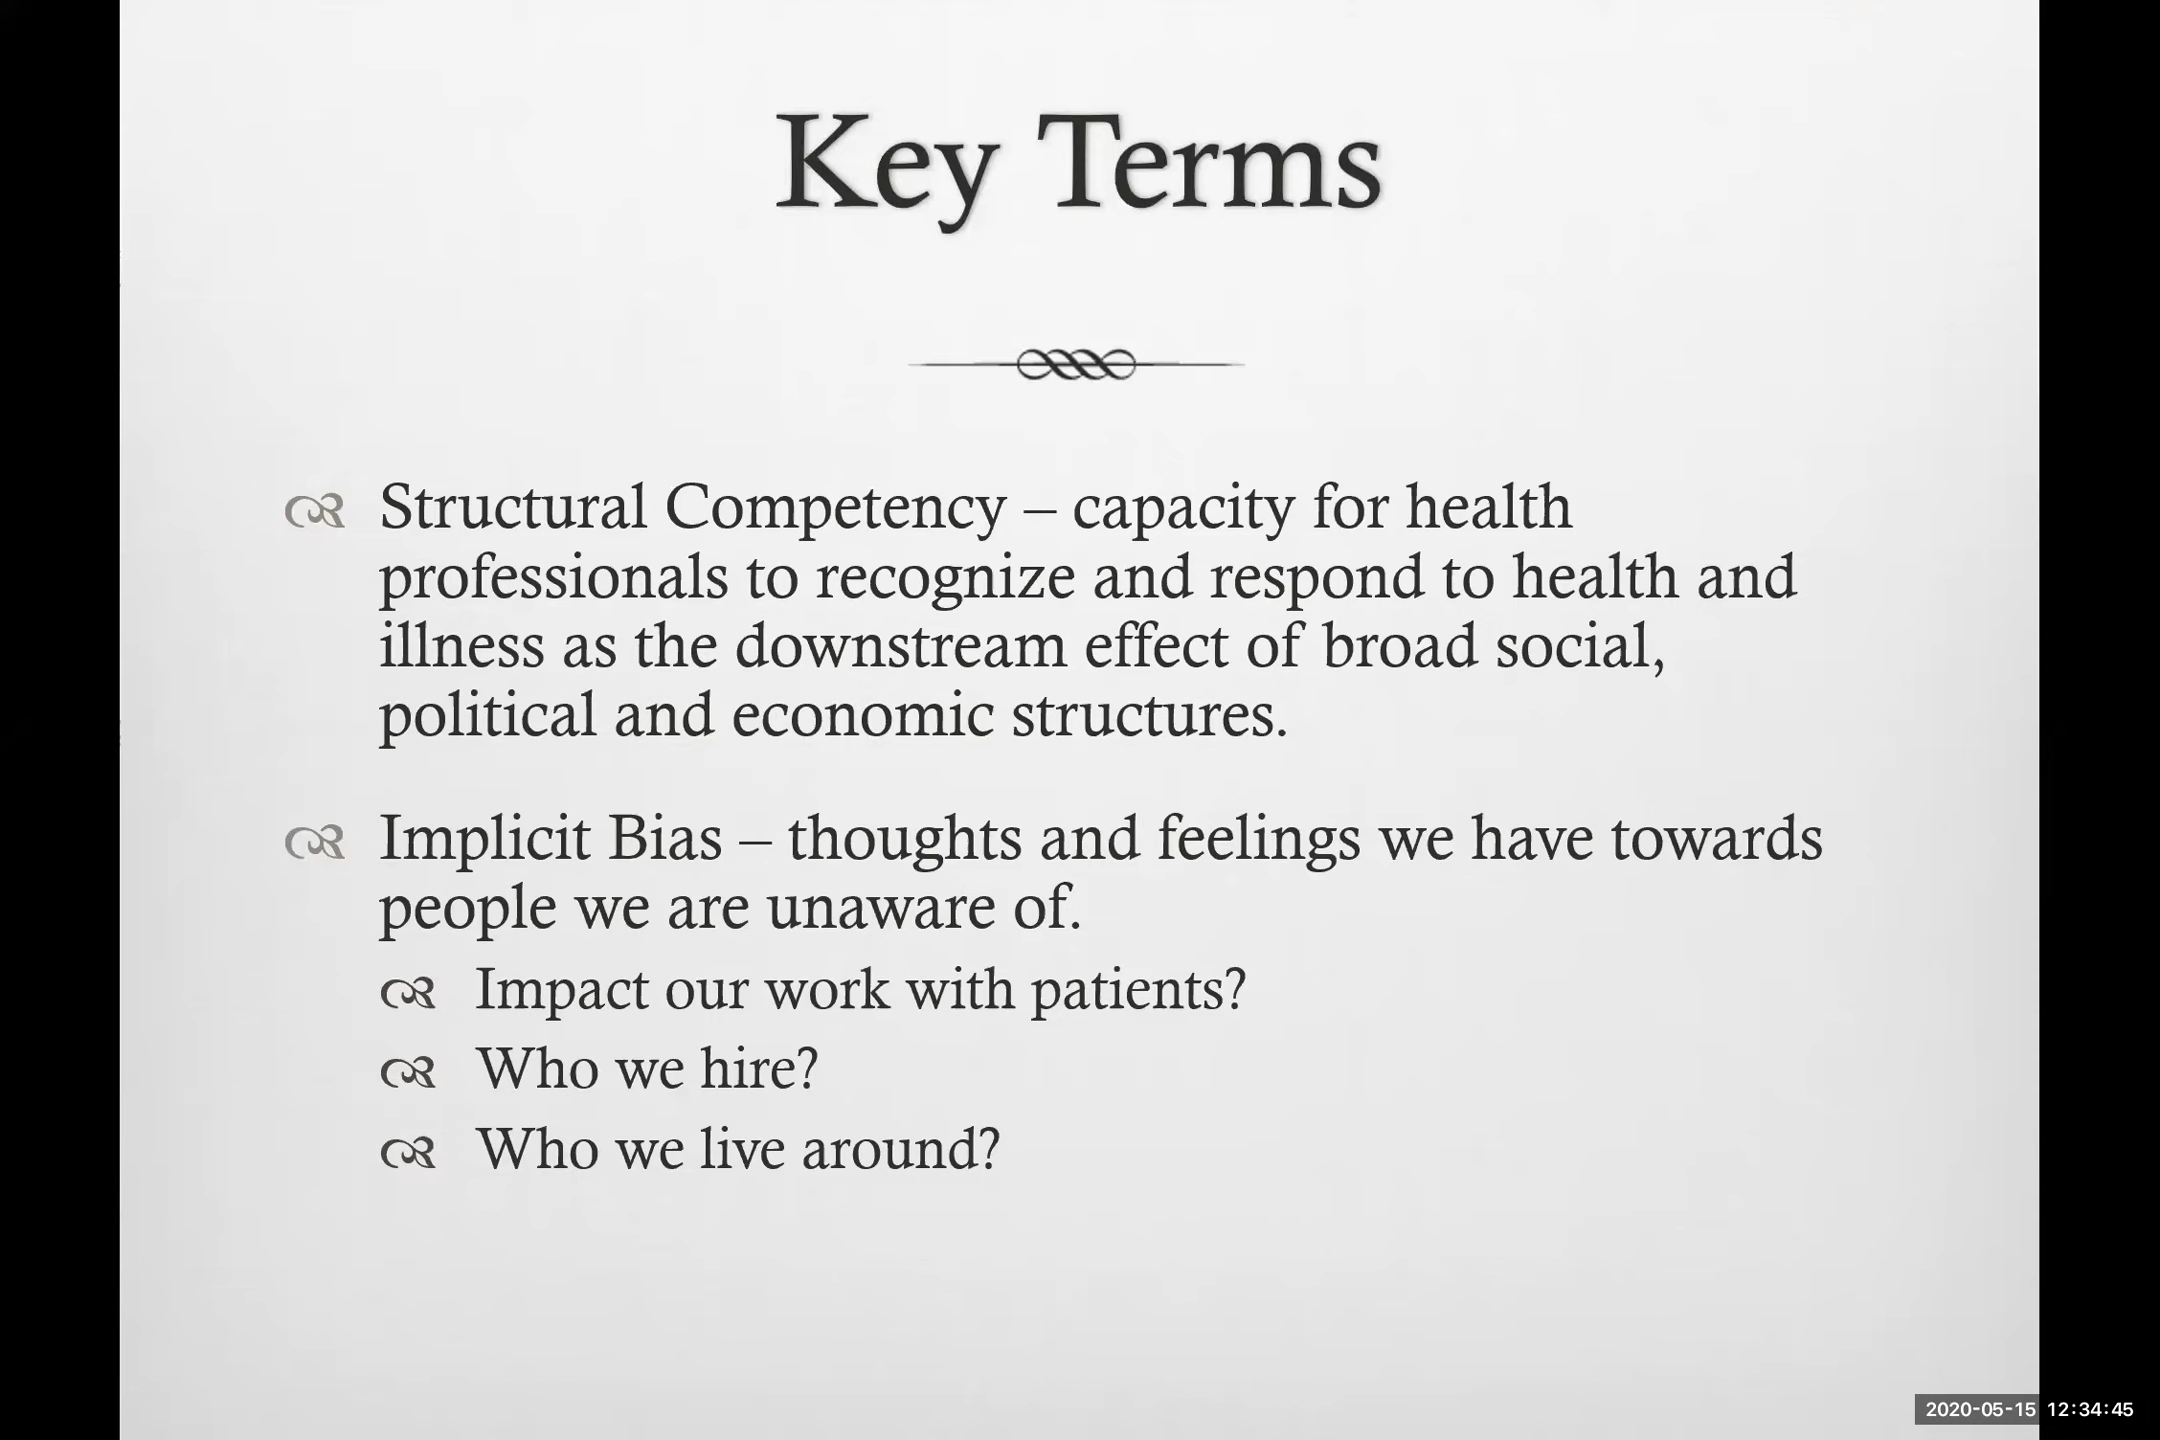 Key Terms
Structural Competency – capacity for health
professionals to recognize and respond to health and
illness as the downstream effect of broad social,
political and economic structures.
Implicit Bias – thoughts and feelings we have towards
people we are unaware of.
Impact our work with patients?
Who we hire?
Who we live around?
2020-05-15 12:34:45